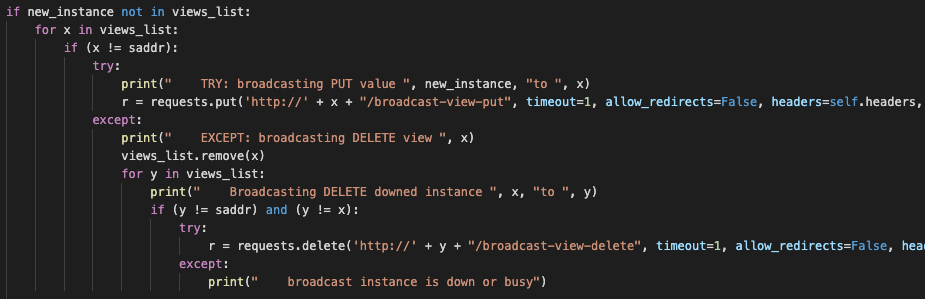 if new_instance not in views_list:
    for x in views_list:
        if (x != saddr):
            try:
                print("    TRY: broadcasting PUT value ", new_instance, "to ", x)
                r = requests.put('http://' + x + "/broadcast-view-put", timeout=1, allow_redirects=False, headers=self.headers,
            except:
                print("    EXCEPT: broadcasting DELETE view ", x)
                views_list.remove(x)
                for y in views_list:
                    print("    Broadcasting DELETE downed instance ", x, "to ", y)
                    if (y != saddr) and (y != x):
                        try:
                            r = requests.delete('http://' + y + "/broadcast-view-delete", timeout=1, allow_redirects=False, hea
                        except:
                            print("    broadcast instance is down or busy")